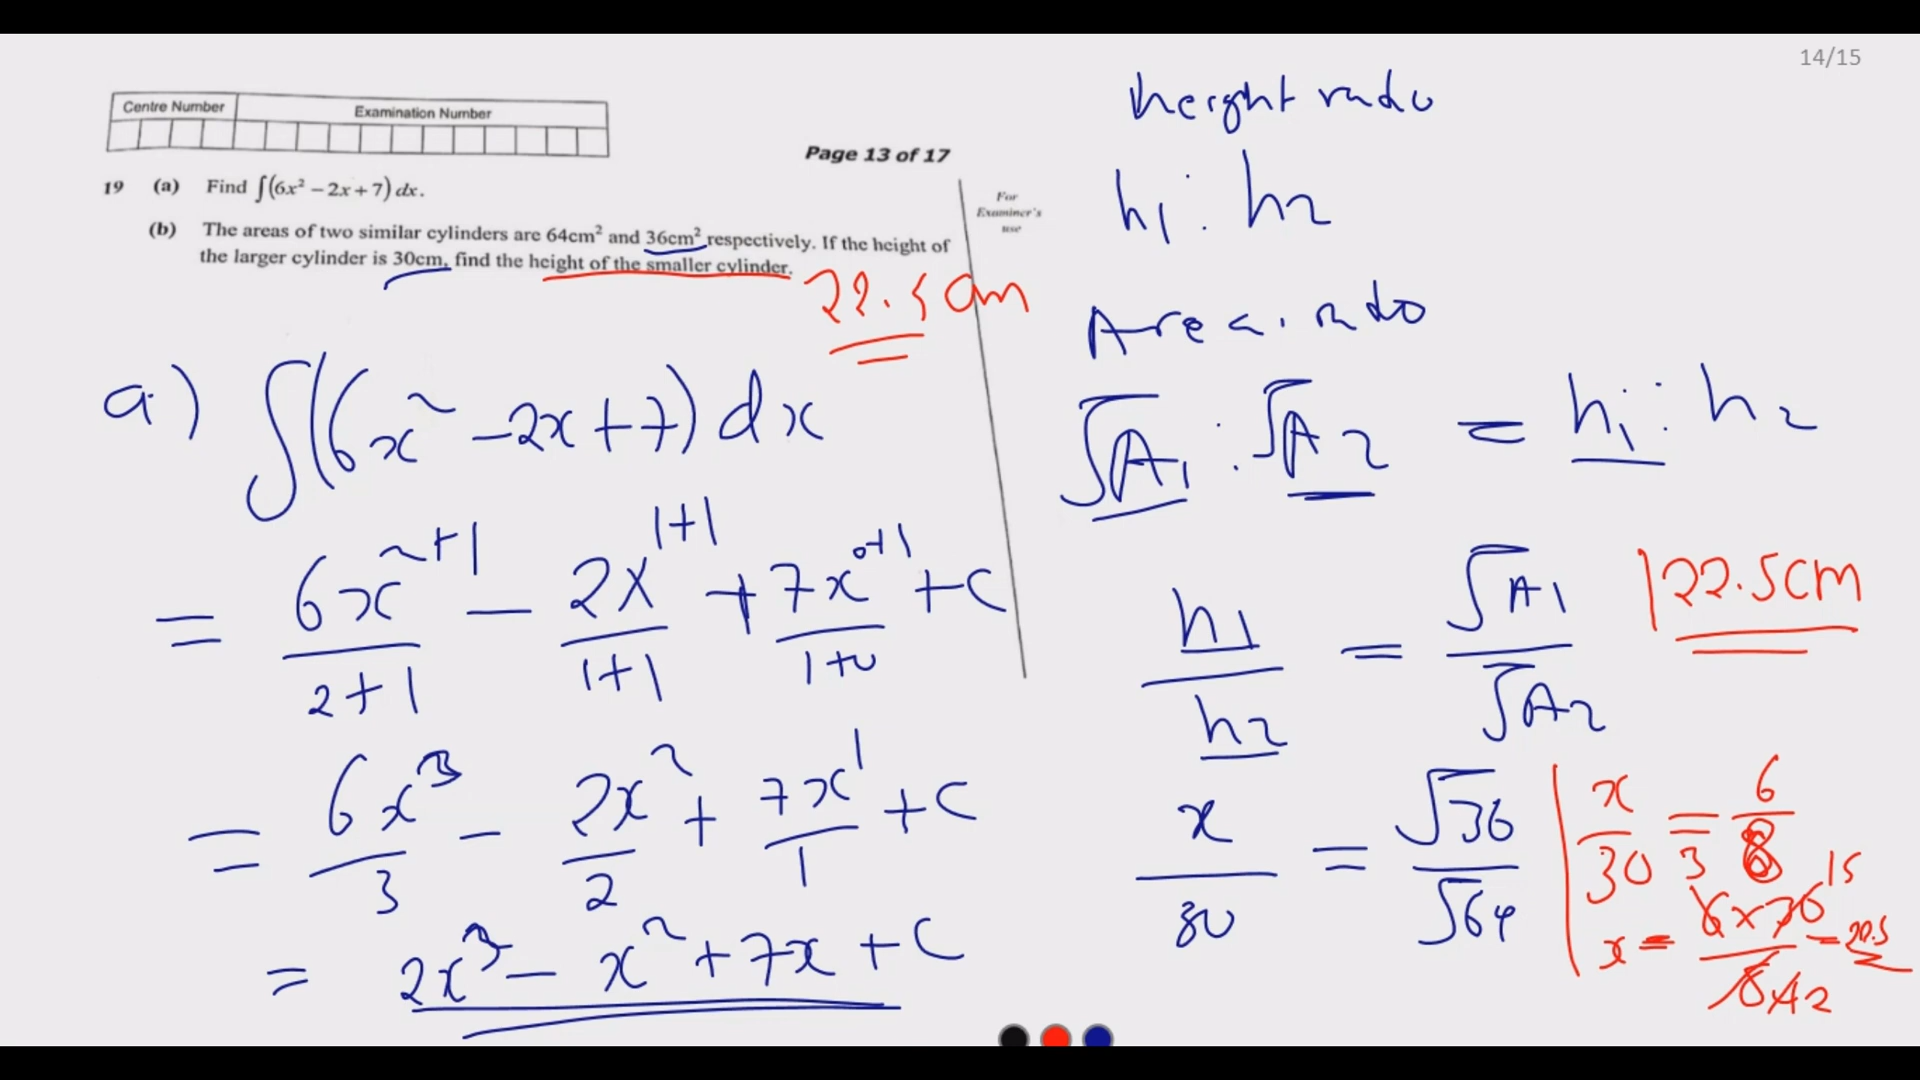 14/15
Centre Number Examination Number
Page 13 of 17
For
Examiner's
use
19 (a) Find ∫(6x² − 2x + 7) dx.
(b) The areas of two similar cylinders are 64cm² and 36cm² respectively. If the height of
the larger cylinder is 30cm, find the height of the smaller cylinder.
22.5 cm
a) ∫(6x² − 2x + 7) dx
= 6x²⁺¹/2+1 − 2x¹⁺¹/1+1 + 7x⁰⁺¹/1+0 + C
= 6x³/3 − 2x²/2 + 7x¹/1 + C
= 2x³ − x² + 7x + C
height ratio
h1 : h2
Area ratio
√A1 : √A2 = h1 : h2
h1/h2 = √A1/√A2
22.5cm
x/30 = √36/√64
x/30 = 6/8